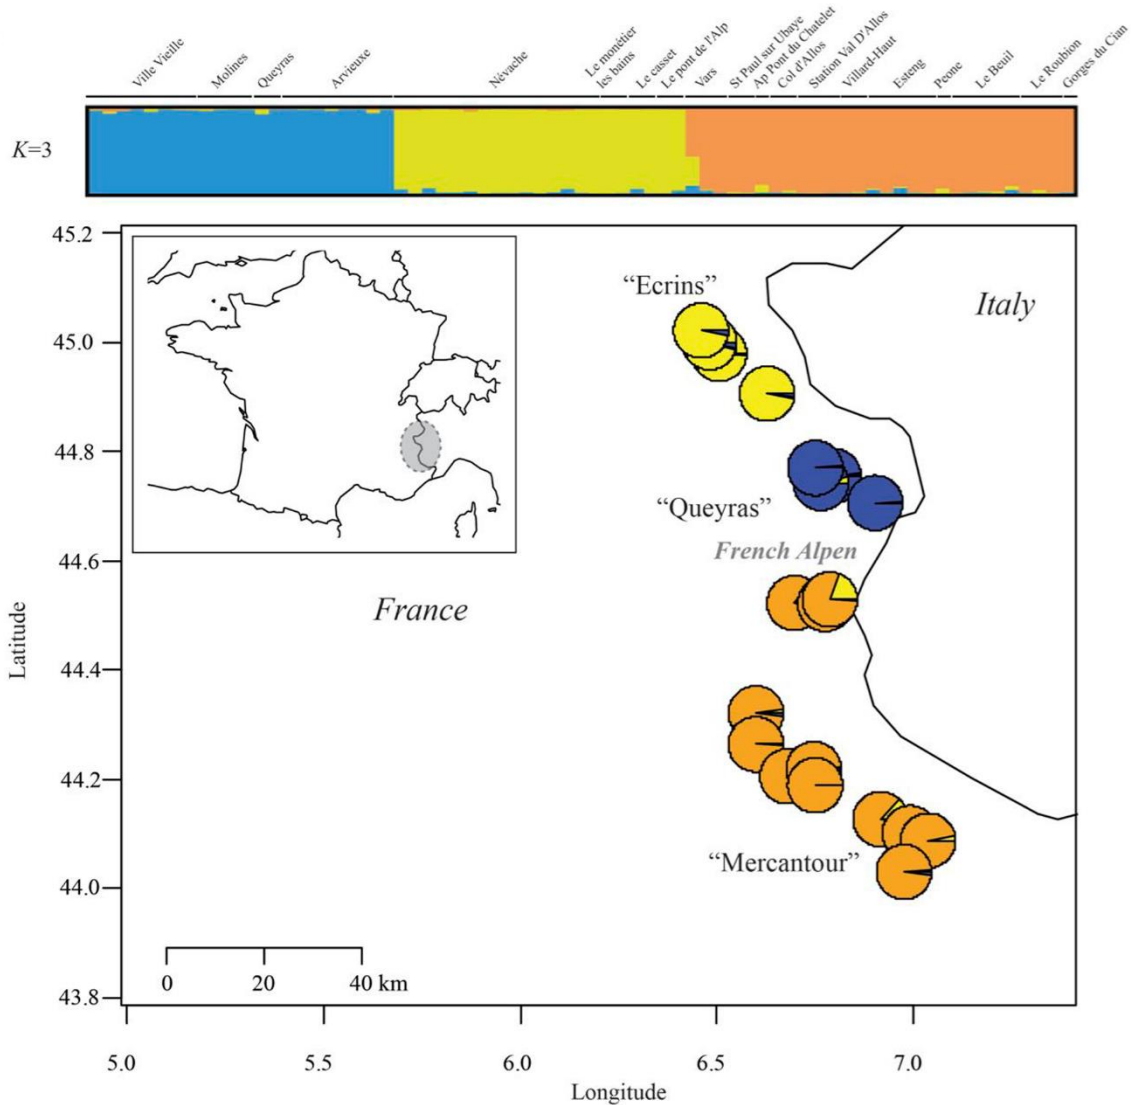 Ville Vieille
Molines
Queyras
Arvieuxe
Névache
Le monétier
les bains
Le casset
Le pont de l'Alp
Vars
St Paul sur Ubaye
Ap Pont du Chatelet
Col d'Allos
Station Val D'Allos
Villard-Haut
Esteng
Peone
Le Beuil
Le Roubion
Gorges du Cian
K=3
45.2
"Ecrins"
Italy
45.0
44.8
"Queyras"
French Alpen
44.6
France
Latitude
44.4
44.2
"Mercantour"
44.0
0 20 40 km
43.8
5.0 5.5 6.0 6.5 7.0
Longitude